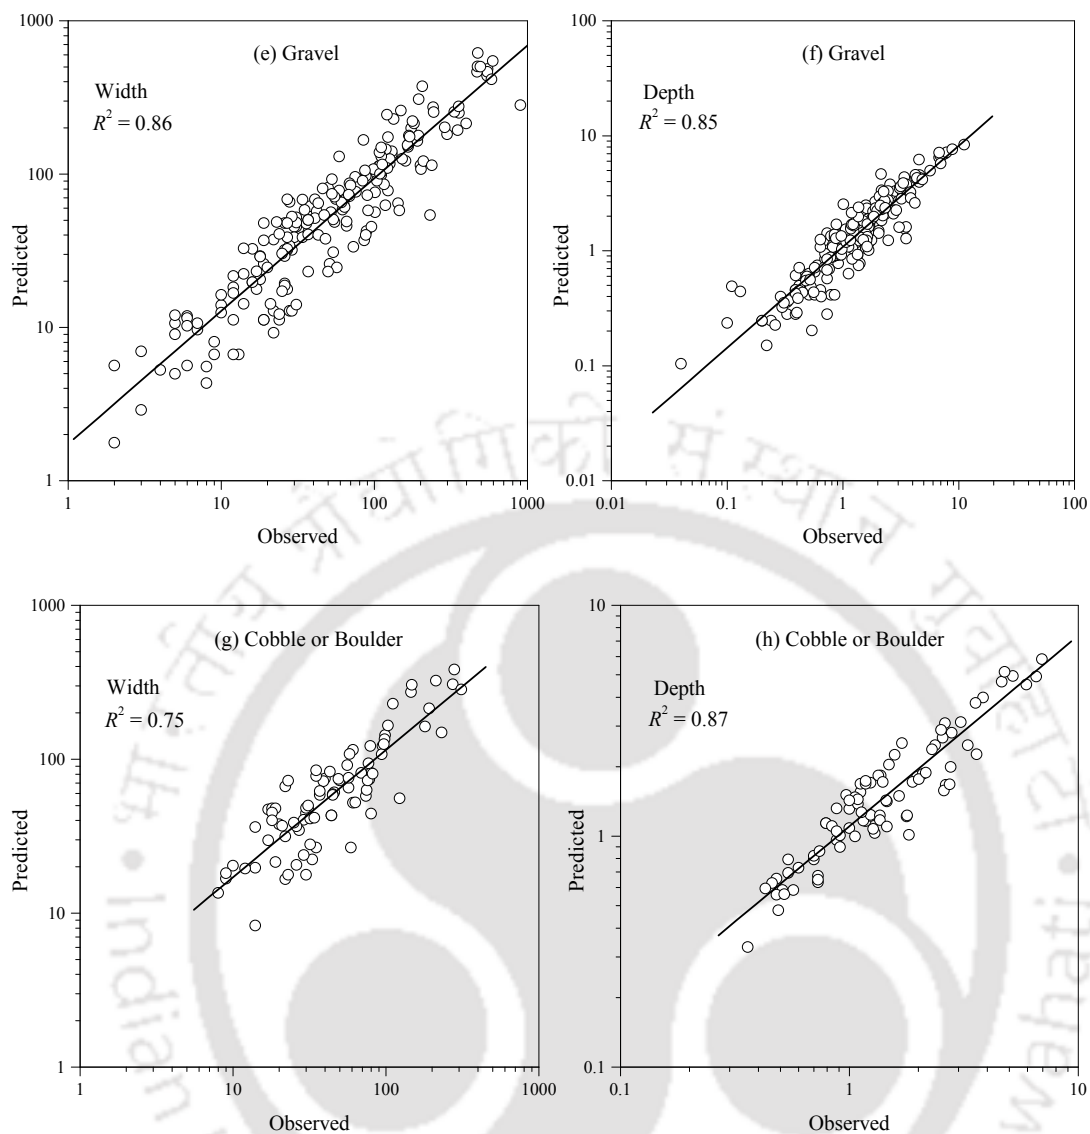 1000
(e) Gravel
Width
R² = 0.86
100
Predicted
10
1
1 10 100 1000
Observed
100
(f) Gravel
Depth
R² = 0.85
10
Predicted
1
0.1
0.01
0.01 0.1 1 10 100
Observed
1000
(g) Cobble or Boulder
Width
R² = 0.75
100
Predicted
10
1
1 10 100 1000
Observed
10
(h) Cobble or Boulder
Depth
R² = 0.87
Predicted
1
0.1
0.1 1 10
Observed
Indian